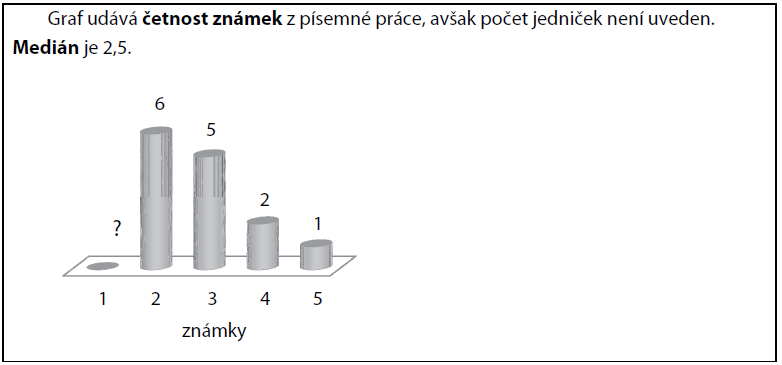 Graf udává četnost známek z písemné práce, avšak počet jedniček není uveden.
Medián je 2,5.
6
5
2
1
?
1 2 3 4 5
známky